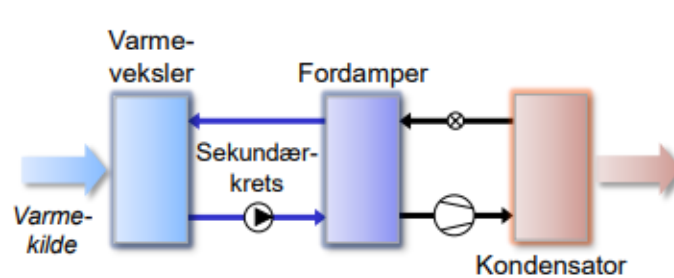 Varme-
veksler
Fordamper
Sekundær-
krets
Varme-
kilde
Kondensator